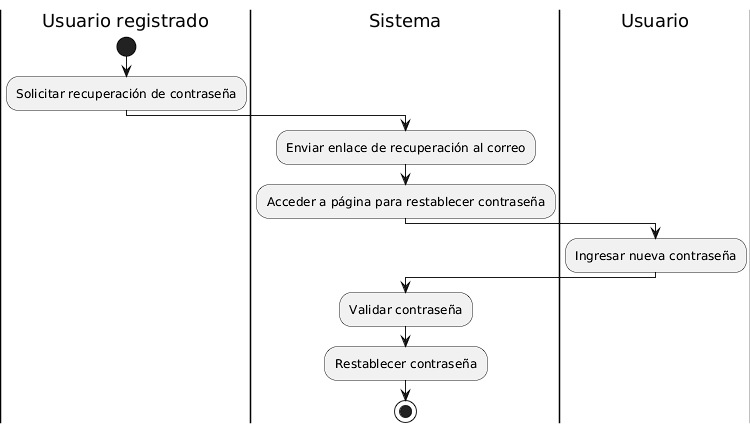 Usuario registrado
Sistema
Usuario
Solicitar recuperación de contraseña
Enviar enlace de recuperación al correo
Acceder a página para restablecer contraseña
Ingresar nueva contraseña
Validar contraseña
Restablecer contraseña